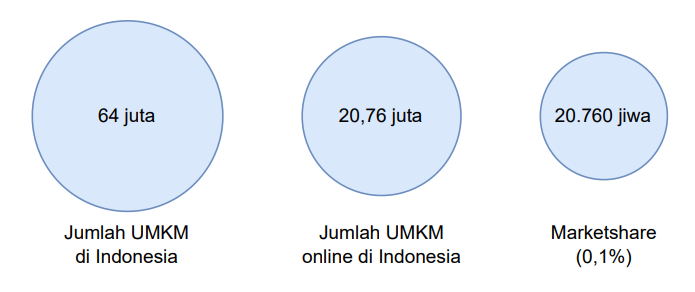 64 juta
20,76 juta
20.760 jiwa
Jumlah UMKM
di Indonesia
Jumlah UMKM
online di Indonesia
Marketshare
(0,1%)